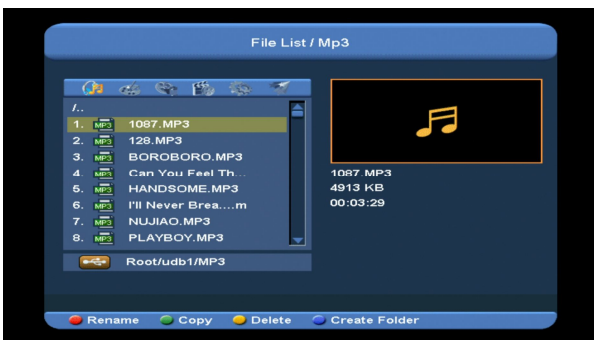 File List / Mp3
/..
1. MP3 1087.MP3
2. MP3 128.MP3
3. MP3 BOROBORO.MP3
4. MP3 Can You Feel Th...
5. MP3 HANDSOME.MP3
6. MP3 I'll Never Brea....m
7. MP3 NUJIAO.MP3
8. MP3 PLAYBOY.MP3
Root/udb1/MP3
1087.MP3
4913 KB
00:03:29
Rename Copy Delete Create Folder